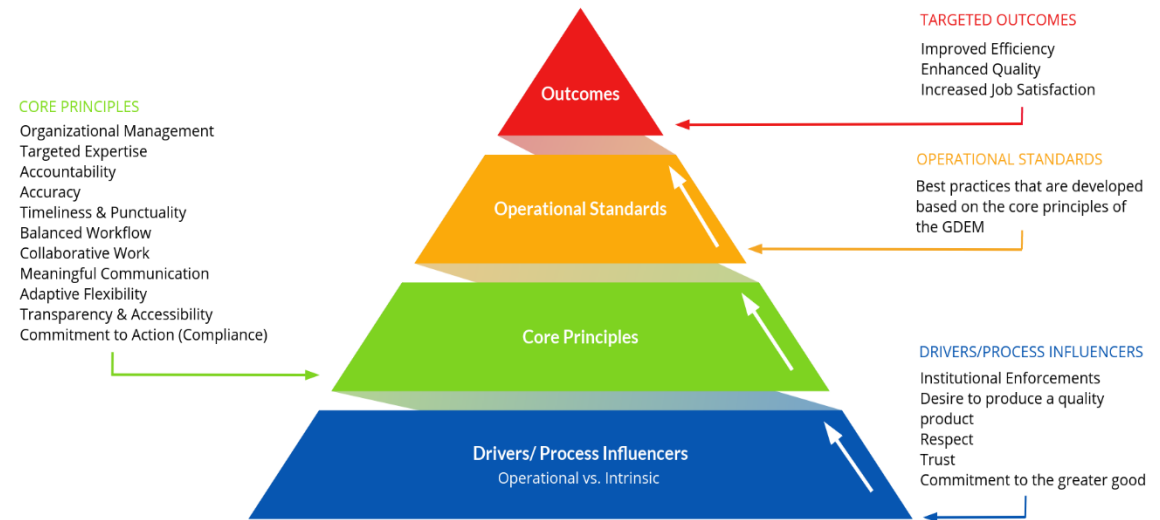 TARGETED OUTCOMES
Improved Efficiency
Enhanced Quality
Increased Job Satisfaction
Outcomes
CORE PRINCIPLES
Organizational Management
Targeted Expertise
Accountability
Accuracy
Timeliness & Punctuality
Balanced Workflow
Collaborative Work
Meaningful Communication
Adaptive Flexibility
Transparency & Accessibility
Commitment to Action (Compliance)
OPERATIONAL STANDARDS
Best practices that are developed
based on the core principles of
the GDEM
Operational Standards
Core Principles
DRIVERS/PROCESS INFLUENCERS
Institutional Enforcements
Desire to produce a quality
product
Respect
Trust
Commitment to the greater good
Drivers/ Process Influencers
Operational vs. Intrinsic